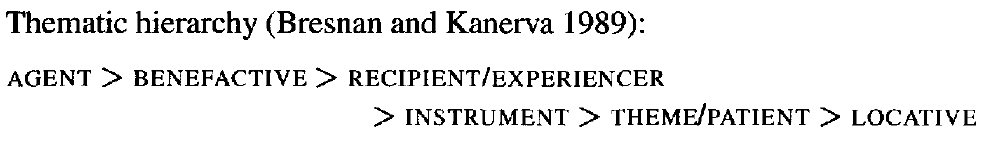 Thematic hierarchy (Bresnan and Kanerva 1989):
AGENT > BENEFACTIVE > RECIPIENT/EXPERIENCER
> INSTRUMENT > THEME/PATIENT > LOCATIVE